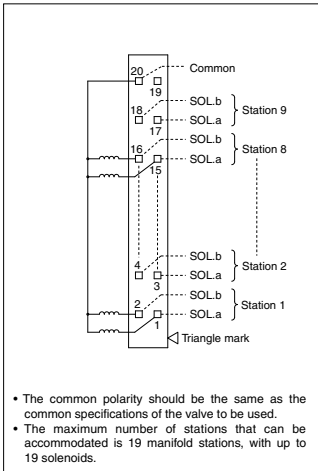 20
Common
19
18
SOL.b
Station 9
17
SOL.a
16
SOL.b
Station 8
15
SOL.a
4
SOL.b
Station 2
3
SOL.a
2
SOL.b
Station 1
1
SOL.a
Triangle mark
• The common polarity should be the same as the
common specifications of the valve to be used.
• The maximum number of stations that can be
accommodated is 19 manifold stations, with up to
19 solenoids.